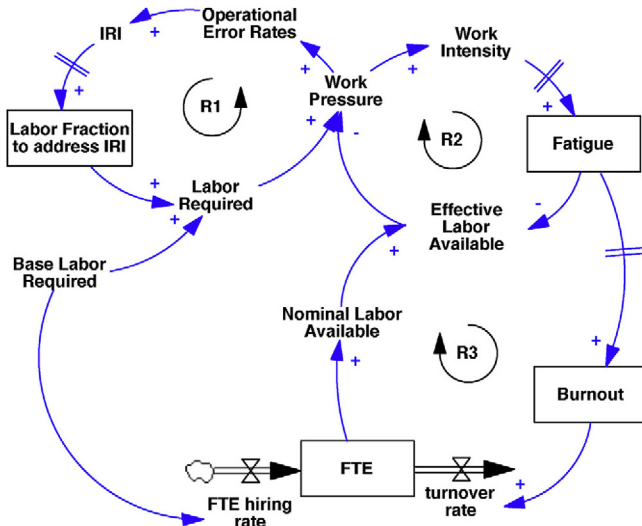 Operational
Error Rates
IRI
Work
Intensity
+
+
+
+
Work
Pressure
+
+
R1
Labor Fraction
to address IRI
+
-
R2
Fatigue
+
Labor
Required
+
-
Effective
Labor
Available
+
Base Labor
Required
Nominal Labor
Available
+
R3
+
Burnout
FTE
FTE hiring
rate
turnover
rate
+